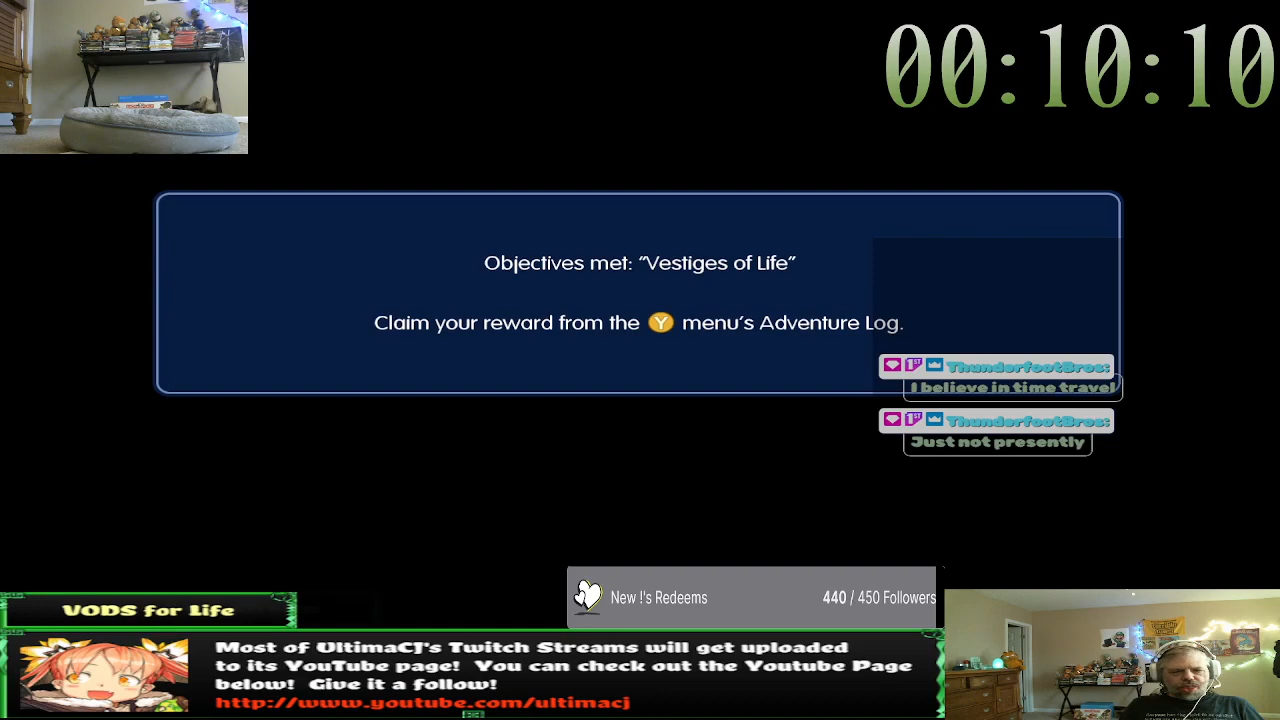 00:10:10
Objectives met: "Vestiges of Life"
Claim your reward from the Y menu's Adventure Log.
ThunderfootBros:
I believe in time travel
ThunderfootBros:
Just not presently
New !'s Redeems
440 / 450 Followers
VODS for Life
Most of UltimaCJ's Twitch Streams will get uploaded
to its YouTube page! You can check out the Youtube Page
below! Give it a follow!
http://www.youtube.com/ultimacj